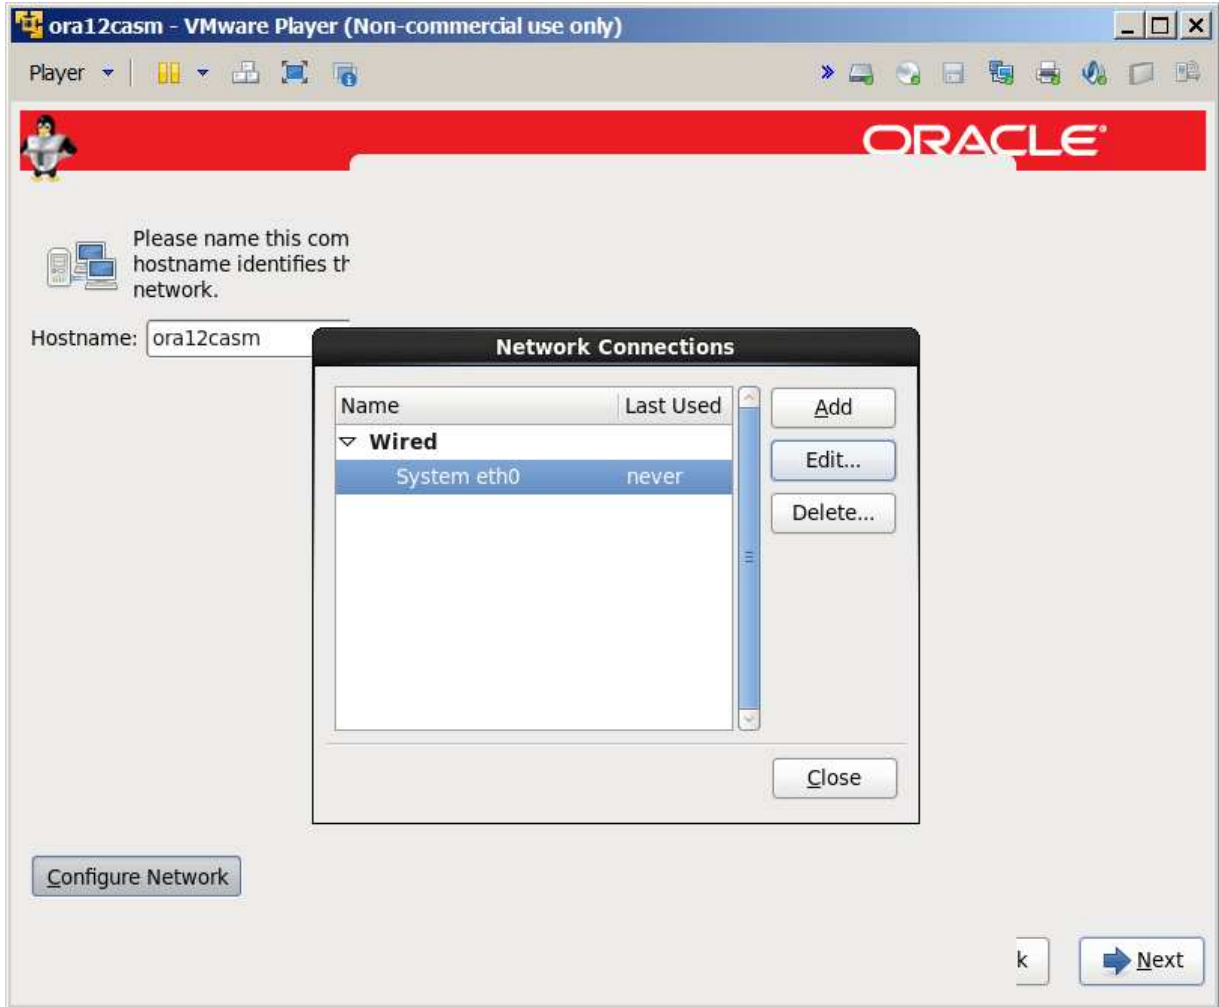 ora12casm - VMware Player (Non-commercial use only)
Player
ORACLE®
Please name this com
hostname identifies th
network.
Hostname: ora12casm
Network Connections
Name Last Used
Wired
System eth0 never
Add
Edit...
Delete...
Close
Configure Network
k
Next